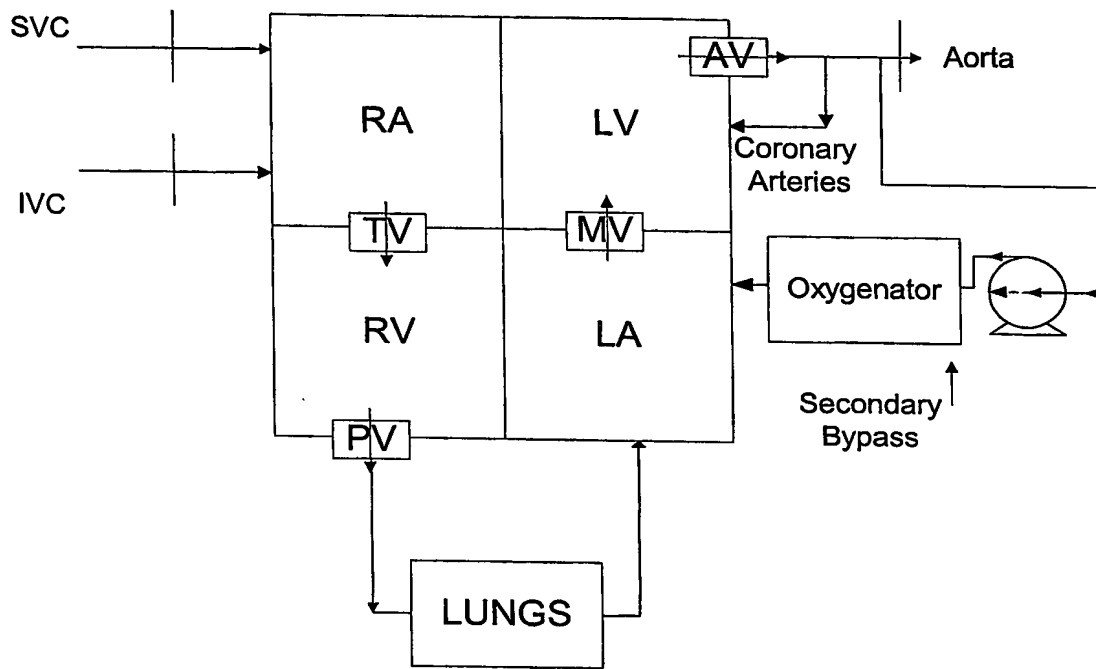 SVC
AV
Aorta
RA
LV
Coronary
Arteries
IVC
TV
MV
Oxygenator
RV
LA
Secondary
Bypass
PV
LUNGS